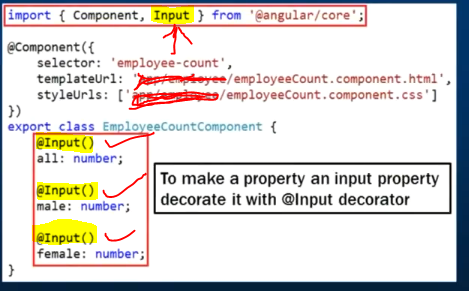 import { Component, Input } from '@angular/core';
@Component({
selector: 'employee-count',
templateUrl: '/employeeCount.component.html',
styleUrls: ['/employeeCount.component.css']
})
export class EmployeeCountComponent {
@Input()
all: number;
@Input()
male: number;
@Input()
female: number;
}
To make a property an input property
decorate it with @Input decorator